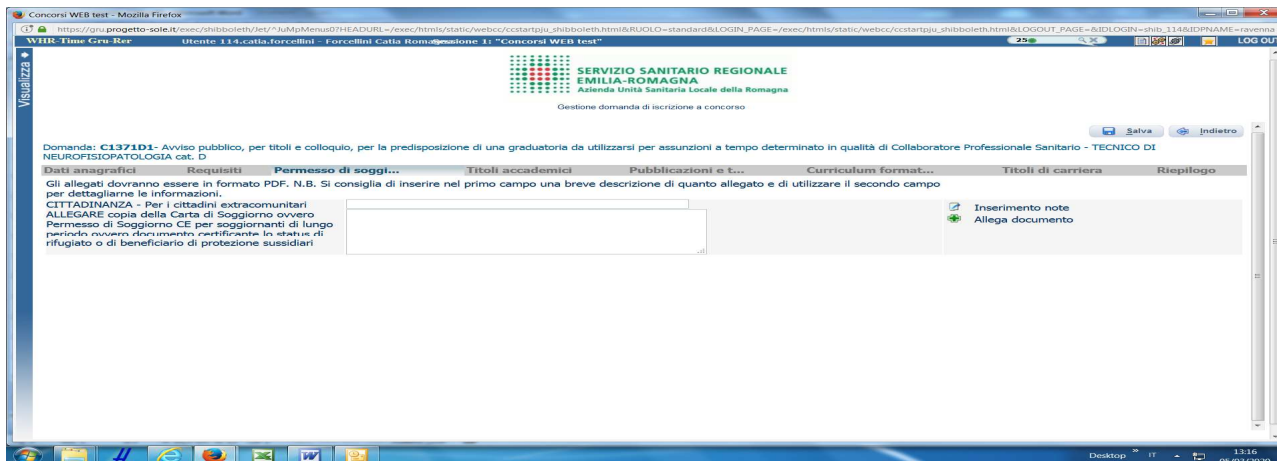 Concorsi WEB test - Mozilla Firefox
https://gru.progetto-sole.it/exec/shibboleth/Jet/^JuMpMenus0?HEADURL=/exec/htmls/static/webcc/ccstartpju_shibboleth.html&RUOLO=standard&LOGIN_PAGE=/exec/htmls/static/webcc/ccstartpju_shibboleth.html&LOGOUT_PAGE=&IDLOGIN=shib_114&IDPNAME=ravenna
WHR-Time Gru-Rer Utente 114.catia.forcellini - Forcellini Catia 1: "Concorsi WEB test" 25 LOG OUT
Visualizza
SERVIZIO SANITARIO REGIONALE
EMILIA-ROMAGNA
Azienda Unità Sanitaria Locale della Romagna
Gestione domanda di iscrizione a concorso
Salva Indietro
Domanda: C1371D1- Avviso pubblico, per titoli e colloquio, per la predisposizione di una graduatoria da utilizzarsi per assunzioni a tempo determinato in qualità di Collaboratore Professionale Sanitario - TECNICO DI
NEUROFISIOPATOLOGIA cat. D
Dati anagrafici Requisiti Permesso di soggi... Titoli accademici Pubblicazioni e t... Curriculum format... Titoli di carriera Riepilogo
Gli allegati dovranno essere in formato PDF. N.B. Si consiglia di inserire nel primo campo una breve descrizione di quanto allegato e di utilizzare il secondo campo
per dettagliarne le informazioni.
CITTADINANZA - Per i cittadini extracomunitari Inserimento note
ALLEGARE copia della Carta di Soggiorno ovvero Allega documento
Permesso di Soggiorno CE per soggiornanti di lungo
periodo ovvero documento certificante lo status di
rifugiato o di beneficiario di protezione sussidiari
Desktop » IT 13:16
05/03/2020